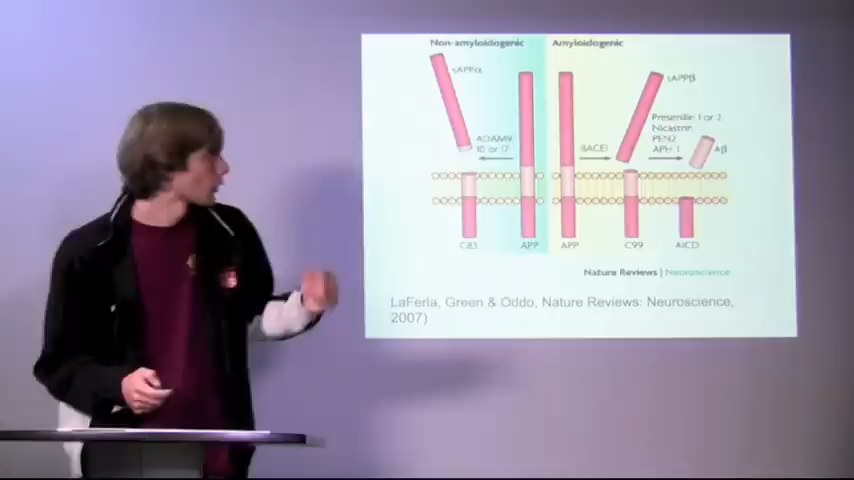 Non-amyloidogenic
Amyloidogenic
sAPPα
sAPPβ
ADAM9
10 or 17
BACE1
Presenilin 1 or 2
Nicastrin
PEN2
APH-1
Aβ
C83
APP
APP
C99
AICD
Nature Reviews | Neuroscience
LaFerla, Green & Oddo, Nature Reviews: Neuroscience,
2007)